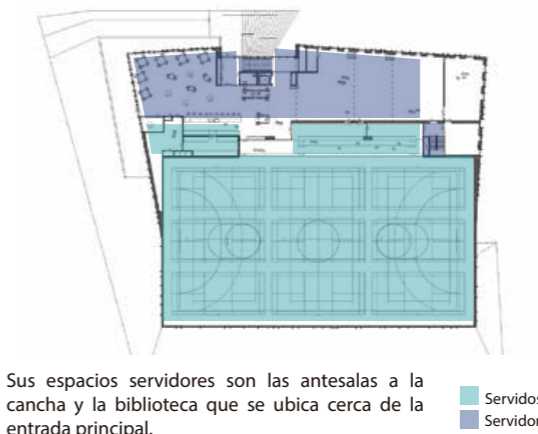 Sus espacios servidores son las antesalas a la
cancha y la biblioteca que se ubica cerca de la
entrada principal.
Servidos
Servidor